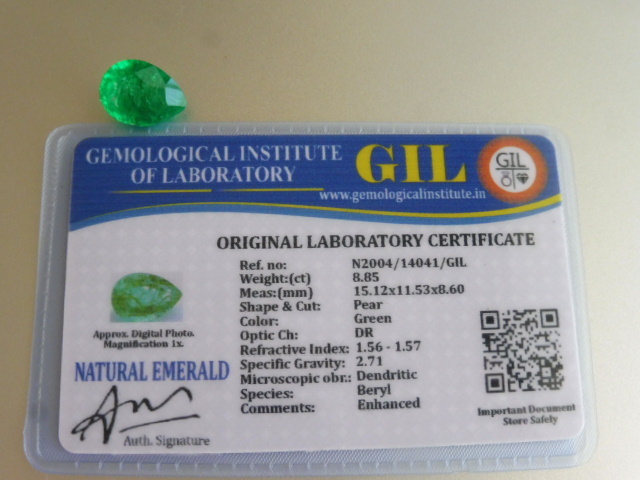 GEMOLOGICAL INSTITUTE
OF LABORATORY
GIL
GIL
www.gemologicalinstitute.in
ORIGINAL LABORATORY CERTIFICATE
Ref. no: N2004/14041/GIL
Weight:(ct) 8.85
Meas:(mm) 15.12x11.53x8.60
Shape & Cut: Pear
Color: Green
Optic Ch: DR
Refractive Index: 1.56 - 1.57
Specific Gravity: 2.71
Microscopic obr.: Dendritic
Species: Beryl
Comments: Enhanced
Approx. Digital Photo.
Magnification 1x.
NATURAL EMERALD
Auth. Signature
Important Document
Store Safely